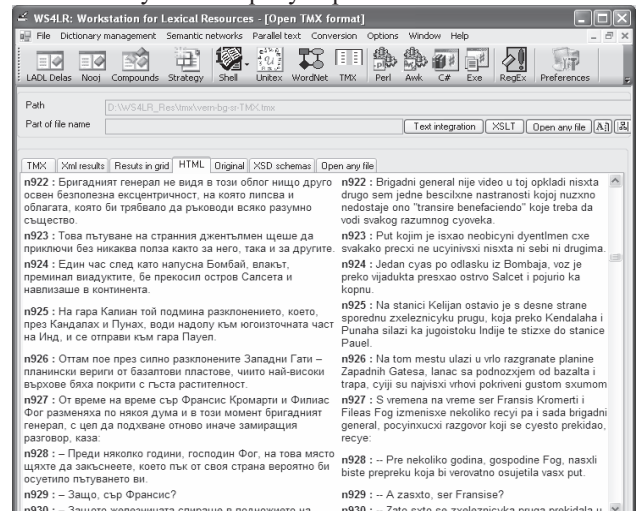 WS4LR: Workstation for Lexical Resources - [Open TMX format]
File Dictionary management Semantic networks Parallel text Conversion Options Window Help
LADL Delas Nooj Compounds Strategy Shell Unitex WordNet TMX Perl Awk C# Exe RegEx Preferences
Path D:\WS4LR_Res\tmx\vern-bg-sr-TMX.tmx
Part of file name Text integration XSLT Open any file
TMX Xml results Resuts in grid HTML Original XSD schemas Open any file
n922 : Бригадният генерал не видя в този облог нищо друго
освен безполезна ексцентричност, на която липсва и
облагата, която би трябвало да ръководи всяко разумно
същество.
n922 : Brigadni general nije video u toj opkladi nisxta
drugo sem jedne bescilxne nastranosti kojoj nuzxno
nedostaje ono "transire benefaciendo" koje treba da
vodi svakog razumnog cyoveka.
n923 : Това пътуване на странния джентълмен щеше да
приключи без никаква полза както за него, така и за другите.
n923 : Put kojim je isxao neobicyni dyentlmen cxe
svakako precxi ne ucyinivsxi nisxta ni sebi ni drugima.
n924 : Един час след като напусна Бомбай, влакът,
преминал виадуктите, бе прекосил остров Салсета и
навлизаше в континента.
n924 : Jedan cyas po odlasku iz Bombaja, voz je
preko vijadukta presxao ostrvo Salcet i pojurio ka
kopnu.
n925 : На гара Калиан той подмина разклонението, което,
през Кандалах и Пунах, води надолу към югоизточната част
на Инд, и се отправи към гара Пауел.
n925 : Na stanici Kelijan ostavio je s desne strane
sporednu zxeleznicyku prugu, koja preko Kendalaha i
Punaha silazi ka jugoistoku Indije te stizxe do stanice
Pauel.
n926 : Оттам пое през силно разклонените Западни Гати –
планински вериги от базалтови пластове, чиито най-високи
върхове бяха покрити с гъста растителност.
n926 : Na tom mestu ulazi u vrlo razgranate planine
Zapadnih Gatesa, lanac sa podnozxjem od bazalta i
trapa, cyiji su najvisxi vrhovi pokriveni gustom sxumom
n927 : От време на време сър Франсис Кромарти и Филиас
Фог разменяха по някоя дума и в този момент бригадният
генерал, с цел да подхване отново иначе замиращия
разговор, каза:
n927 : S vremena na vreme ser Fransis Kromerti i
Fileas Fog izmenisxe nekoliko recyi pa i sada brigadni
general, pocyinxucxi razgovor koji se cyesto prekidao,
recye:
n928 : – Преди няколко години, господин Фог, на това място
щяхте да закъснеете, което пък от своя страна вероятно би
осуетило пътуването ви.
n928 : -- Pre nekoliko godina, gospodine Fog, nasxli
biste prepreku koja bi verovatno osujetila vasx put.
n929 : – Защо, сър Франсис?
n929 : -- A zasxto, ser Fransise?
n930 : – Защото железницата спираше в подножието на
n930 : -- Zato sxto se zxeleznicyka pruga prekidala u